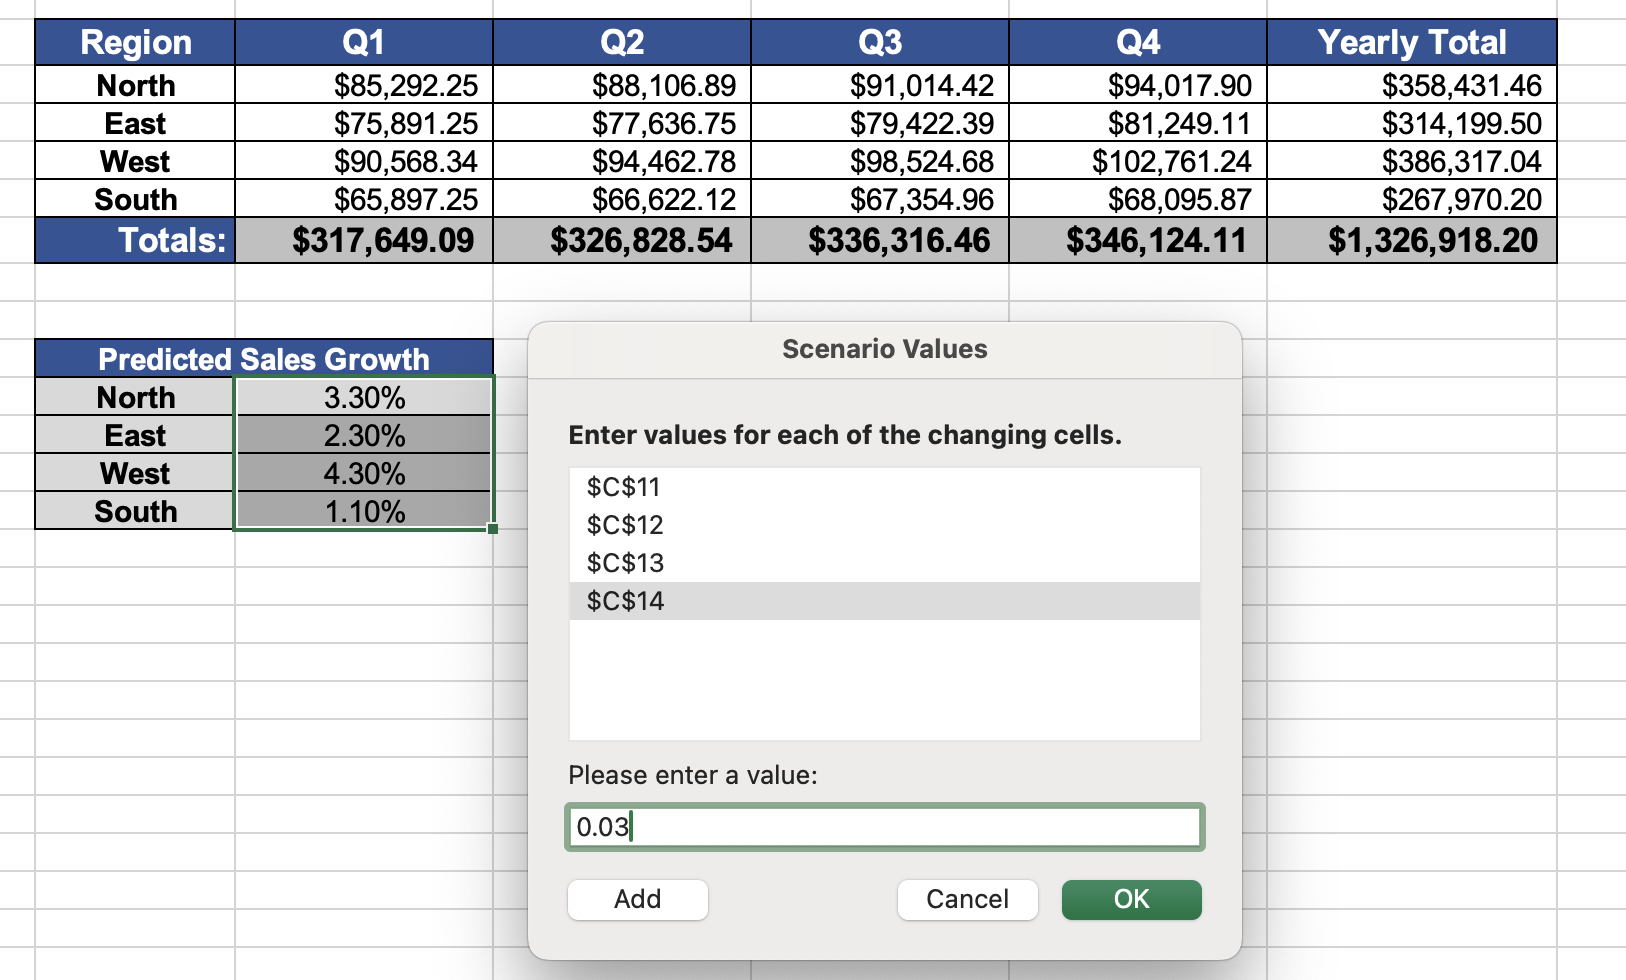 Region Q1 Q2 Q3 Q4 Yearly Total
North $85,292.25 $88,106.89 $91,014.42 $94,017.90 $358,431.46
East $75,891.25 $77,636.75 $79,422.39 $81,249.11 $314,199.50
West $90,568.34 $94,462.78 $98,524.68 $102,761.24 $386,317.04
South $65,897.25 $66,622.12 $67,354.96 $68,095.87 $267,970.20
Totals: $317,649.09 $326,828.54 $336,316.46 $346,124.11 $1,326,918.20
Predicted Sales Growth
North 3.30%
East 2.30%
West 4.30%
South 1.10%
Scenario Values
Enter values for each of the changing cells.
$C$11
$C$12
$C$13
$C$14
Please enter a value:
0.03
Add Cancel OK